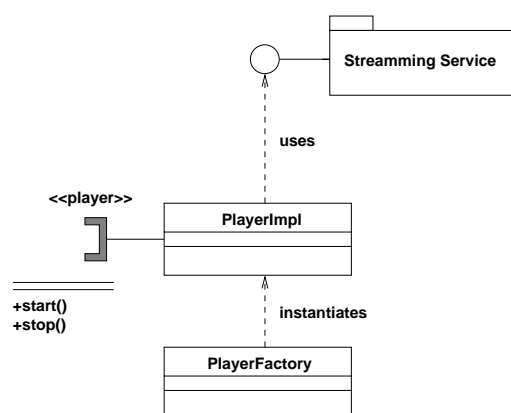 Streamming Service
uses
<<player>>
PlayerImpl
+start()
+stop()
instantiates
PlayerFactory